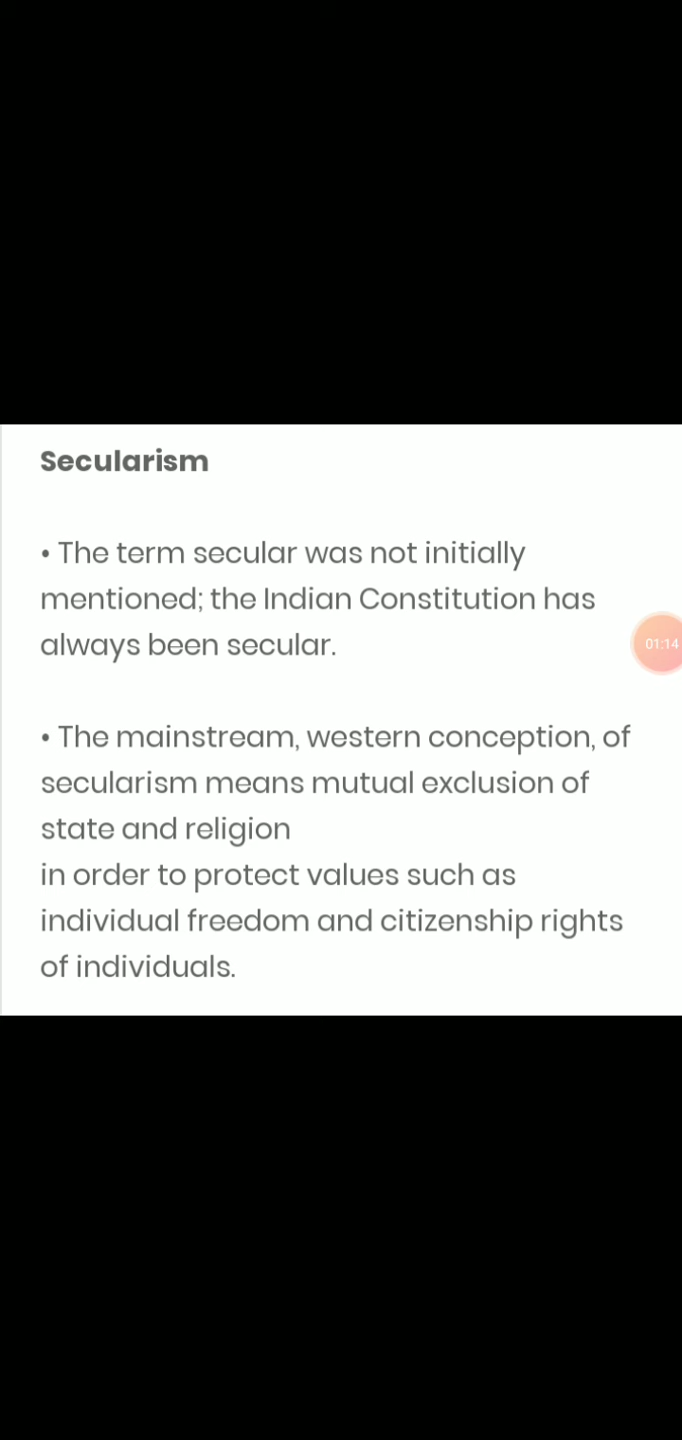 Secularism
• The term secular was not initially
mentioned; the Indian Constitution has
always been secular.
01:14
• The mainstream, western conception, of
secularism means mutual exclusion of
state and religion
in order to protect values such as
individual freedom and citizenship rights
of individuals.